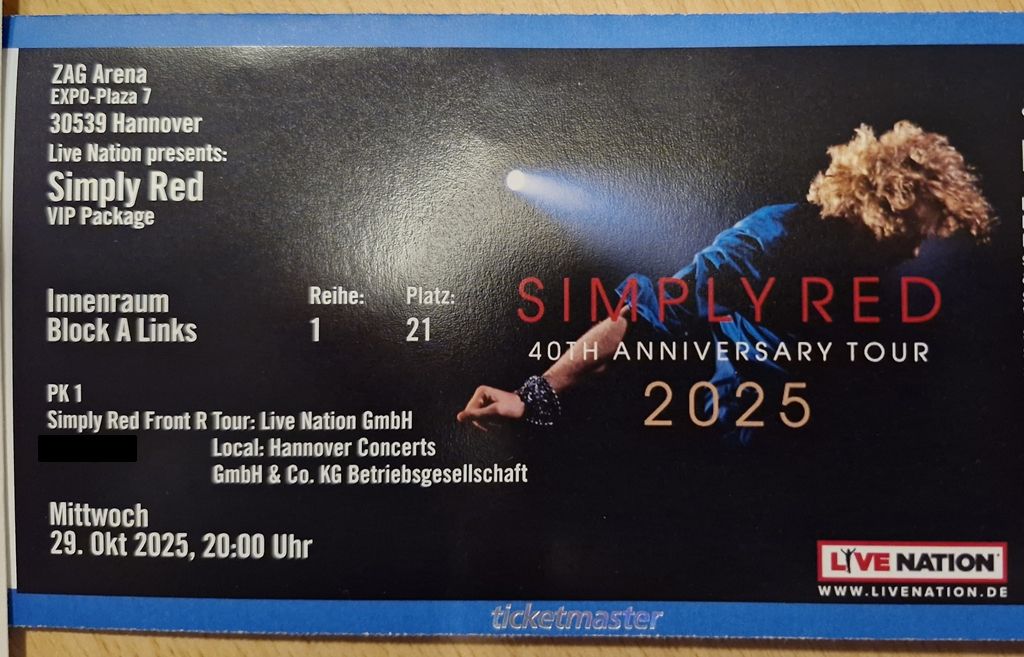 ZAG Arena
EXPO-Plaza 7
30539 Hannover
Live Nation presents:
Simply Red
VIP Package
Innenraum
Block A Links
Reihe: Platz:
1 21
PK 1
Simply Red Front R Tour: Live Nation GmbH
Local: Hannover Concerts
GmbH & Co. KG Betriebsgesellschaft
Mittwoch
29. Okt 2025, 20:00 Uhr
SIMPLY RED
40TH ANNIVERSARY TOUR
2025
LIVE NATION
WWW.LIVENATION.DE
ticketmaster